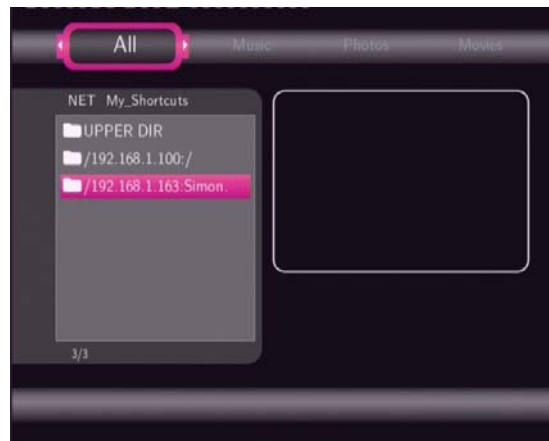 All Music Photos Movies
NET My_Shortcuts
UPPER DIR
/192.168.1.100:/
/192.168.1.163:Simon.
3/3